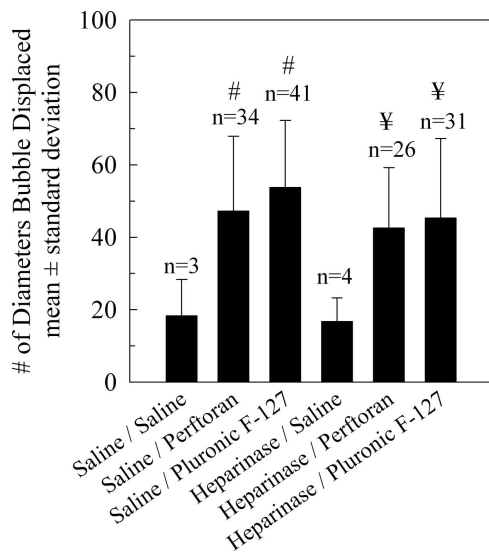 # of Diameters Bubble Displaced
mean ± standard deviation
100
80
60
40
20
0
n=3
#
n=34
#
n=41
n=4
¥
n=26
¥
n=31
Saline / Saline
Saline / Perftoran
Saline / Pluronic F-127
Heparinase / Saline
Heparinase / Perftoran
Heparinase / Pluronic F-127